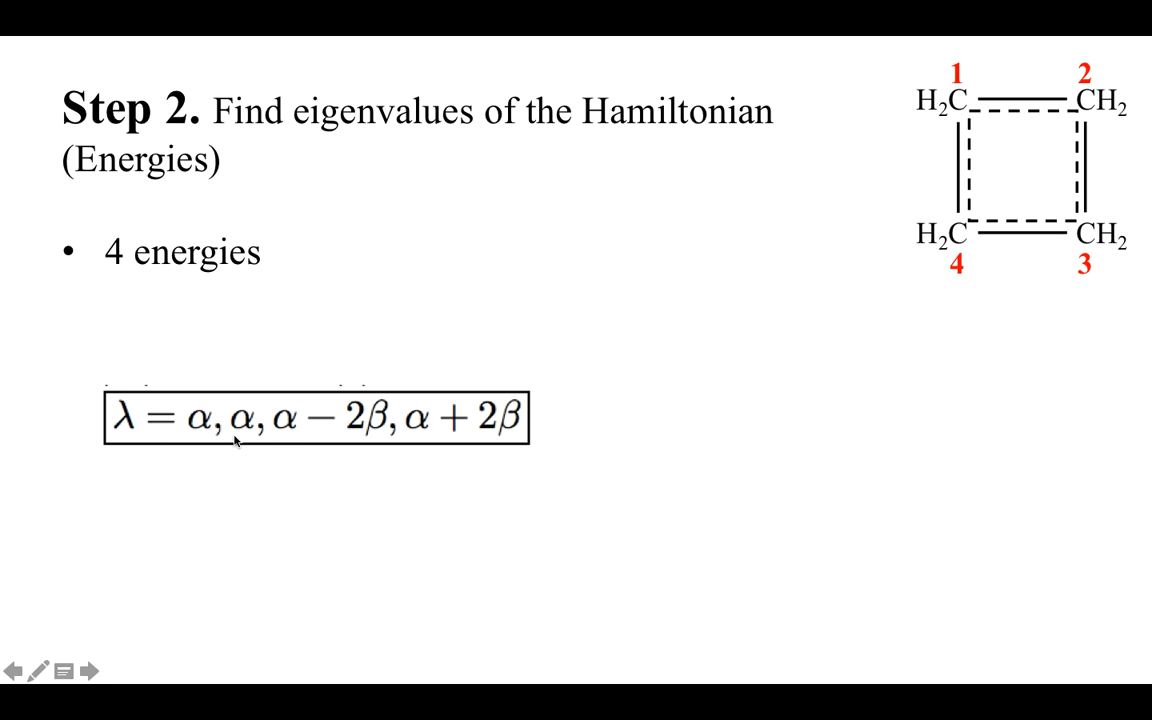 Step 2. Find eigenvalues of the Hamiltonian
(Energies)
• 4 energies
λ = α, α, α − 2β, α + 2β
1 2
H₂C CH₂
H₂C CH₂
4 3